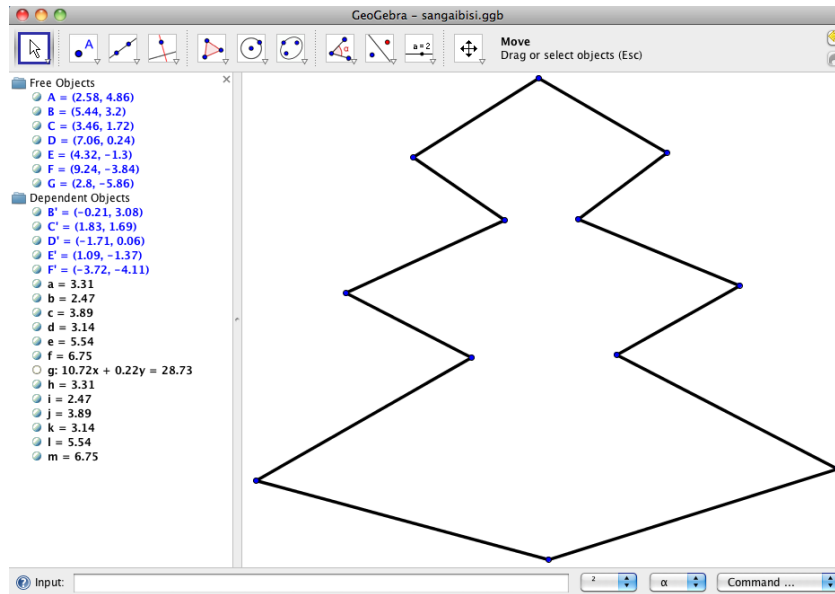 GeoGebra – sangaibisi.ggb
A
α
a = 2
Move
Drag or select objects (Esc)
Free Objects
A = (2.58, 4.86)
B = (5.44, 3.2)
C = (3.46, 1.72)
D = (7.06, 0.24)
E = (4.32, -1.3)
F = (9.24, -3.84)
G = (2.8, -5.86)
Dependent Objects
B' = (-0.21, 3.08)
C' = (1.83, 1.69)
D' = (-1.71, 0.06)
E' = (1.09, -1.37)
F' = (-3.72, -4.11)
a = 3.31
b = 2.47
c = 3.89
d = 3.14
e = 5.54
f = 6.75
g: 10.72x + 0.22y = 28.73
h = 3.31
i = 2.47
j = 3.89
k = 3.14
l = 5.54
m = 6.75
Input:
²
α
Command ...